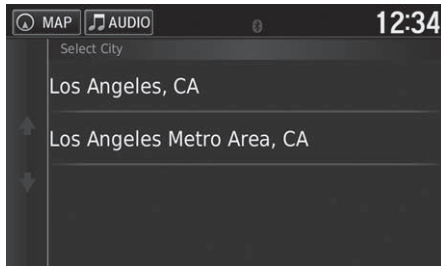 MAP AUDIO 12:34
Select City
Los Angeles, CA
Los Angeles Metro Area, CA